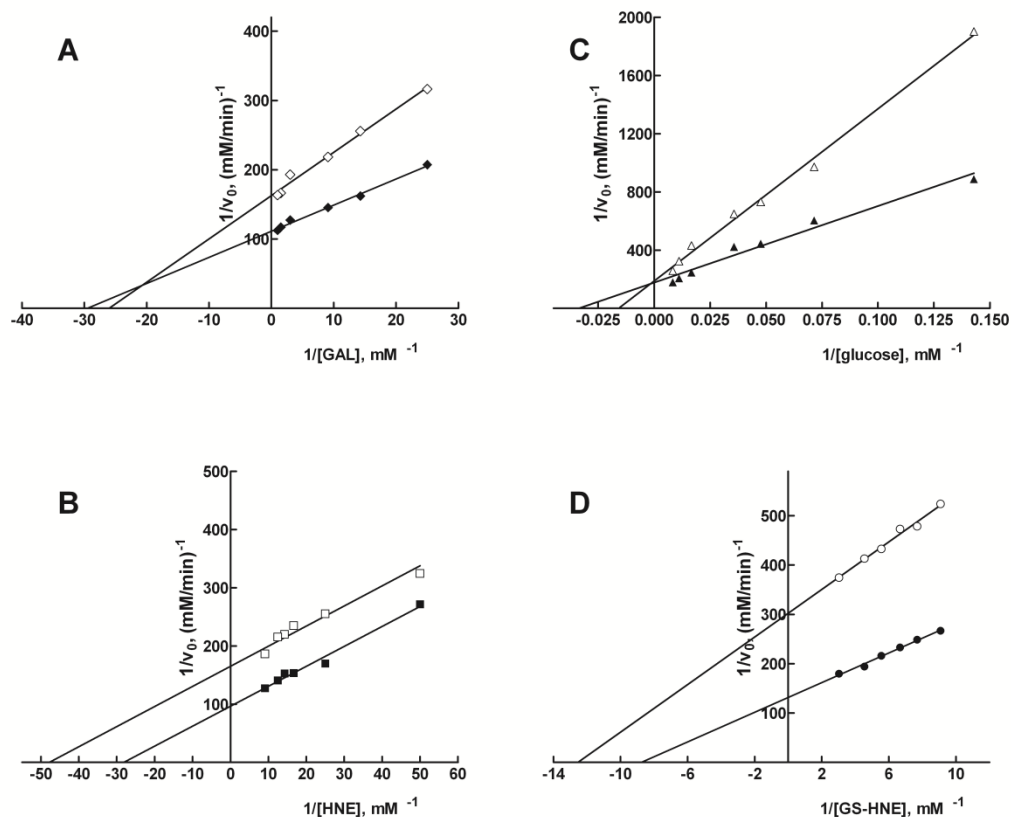 A
400
300
200
100
1/v0, (mM/min)-1
-40 -30 -20 -10 0 10 20 30
1/[GAL], mM -1
C
2000
1600
1200
800
400
1/v0, (mM/min)-1
-0.025 0.000 0.025 0.050 0.075 0.100 0.125 0.150
1/[glucose], mM -1
B
500
400
300
200
100
1/v0, (mM/min)-1
-50 -40 -30 -20 -10 0 10 20 30 40 50 60
1/[HNE], mM -1
D
500
400
300
200
100
1/v0, (mM/min)-1
-14 -10 -6 -2 2 6 10
1/[GS-HNE], mM -1